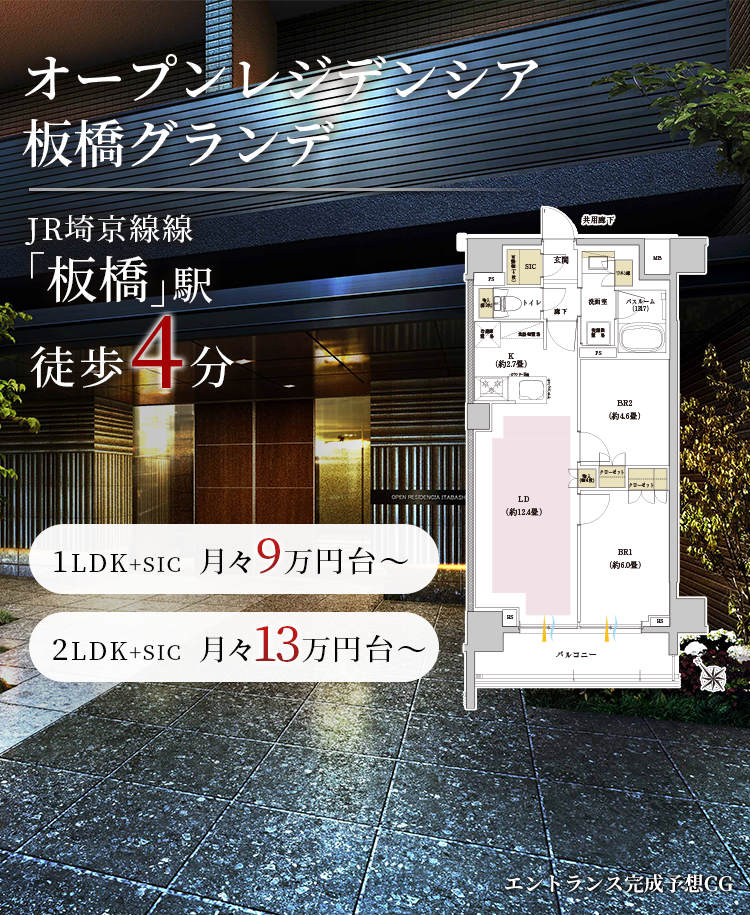 オープンレジデンシア
板橋グランデ
JR埼京線線
「板橋」駅
徒歩4分
1LDK+SIC 月々9万円台〜
2LDK+SIC 月々13万円台〜
共用廊下
MB
玄関
SIC
PS
トイレ
廊下
洗面室
バスルーム
(1317)
PS
K
(約2.7畳)
BR2
(約4.6畳)
クローゼット
クローゼット
LD
(約12.4畳)
BR1
(約6.0畳)
HS
HS
バルコニー
OPEN RESIDENCIA ITABASHI
エントランス完成予想CG